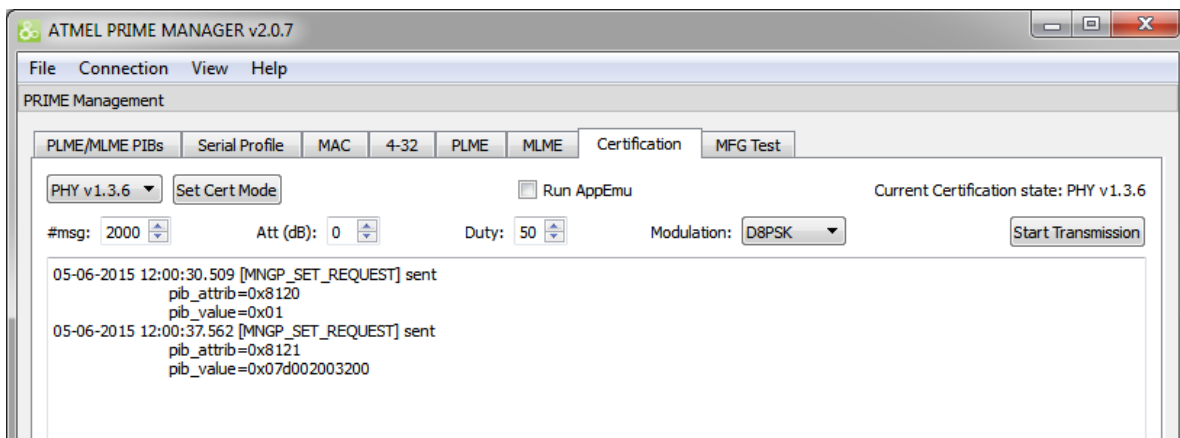 ATMEL PRIME MANAGER v2.0.7
File Connection View Help
PRIME Management
PLME/MLME PIBs Serial Profile MAC 4-32 PLME MLME Certification MFG Test
PHY v1.3.6 Set Cert Mode Run AppEmu Current Certification state: PHY v1.3.6
#msg: 2000 Att (dB): 0 Duty: 50 Modulation: D8PSK Start Transmission
05-06-2015 12:00:30.509 [MNGP_SET_REQUEST] sent
pib_attrib=0x8120
pib_value=0x01
05-06-2015 12:00:37.562 [MNGP_SET_REQUEST] sent
pib_attrib=0x8121
pib_value=0x07d002003200